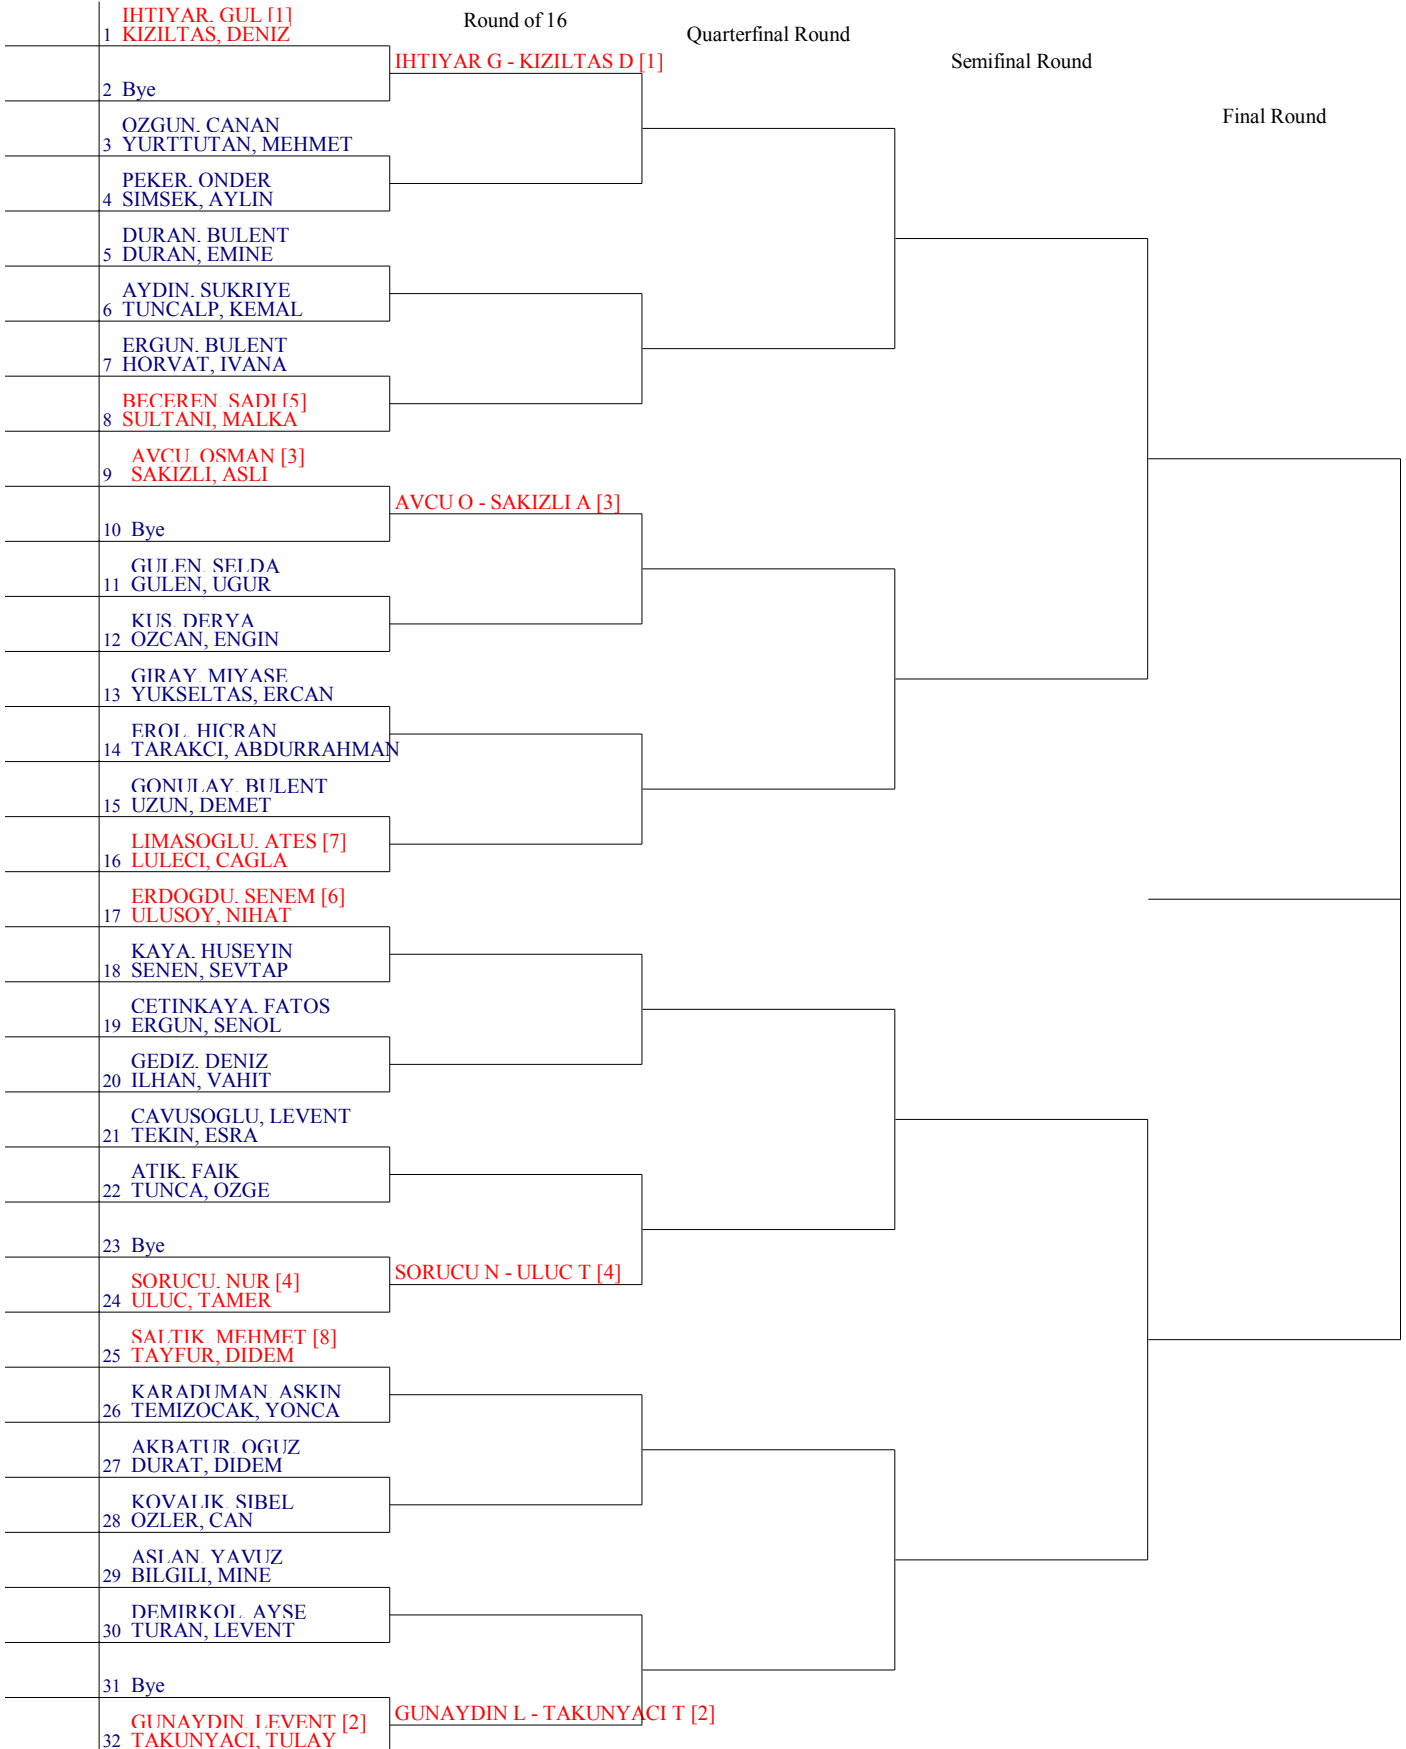 Round of 16
Quarterfinal Round
Semifinal Round
Final Round
IHTIYAR, GUL [1]
1 KIZILTAS, DENIZ
IHTIYAR G - KIZILTAS D [1]
2 Bye
OZGUN, CANAN
3 YURTTUTAN, MEHMET
PEKER, ONDER
4 SIMSEK, AYLIN
DURAN, BULENT
5 DURAN, EMINE
AYDIN, SUKRIYE
6 TUNCALP, KEMAL
ERGUN, BULENT
7 HORVAT, IVANA
BECEREN, SADI [5]
8 SULTANI, MALKA
AVCU, OSMAN [3]
9 SAKIZLI, ASLI
AVCU O - SAKIZLI A [3]
10 Bye
GULEN, SELDA
11 GULEN, UGUR
KUS, DERYA
12 OZCAN, ENGIN
GIRAY, MIYASE
13 YUKSELTAS, ERCAN
EROL, HICRAN
14 TARAKCI, ABDURRAHMAN
GONULAY, BULENT
15 UZUN, DEMET
LIMASOGLU, ATES [7]
16 LULECI, CAGLA
ERDOGDU, SENEM [6]
17 ULUSOY, NIHAT
KAYA, HUSEYIN
18 SENEN, SEVTAP
CETINKAYA, FATOS
19 ERGUN, SENOL
GEDIZ, DENIZ
20 ILHAN, VAHIT
CAVUSOGLU, LEVENT
21 TEKIN, ESRA
ATIK, FAIK
22 TUNCA, OZGE
23 Bye
SORUCU N - ULUC T [4]
SORUCU, NUR [4]
24 ULUC, TAMER
SALTIK, MEHMET [8]
25 TAYFUR, DIDEM
KARADUMAN, ASKIN
26 TEMIZOCAK, YONCA
AKBATUR, OGUZ
27 DURAT, DIDEM
KOVALIK, SIBEL
28 OZLER, CAN
ASLAN, YAVUZ
29 BILGILI, MINE
DEMIRKOL, AYSE
30 TURAN, LEVENT
31 Bye
GUNAYDIN L - TAKUNYACI T [2]
GUNAYDIN, LEVENT [2]
32 TAKUNYACI, TULAY